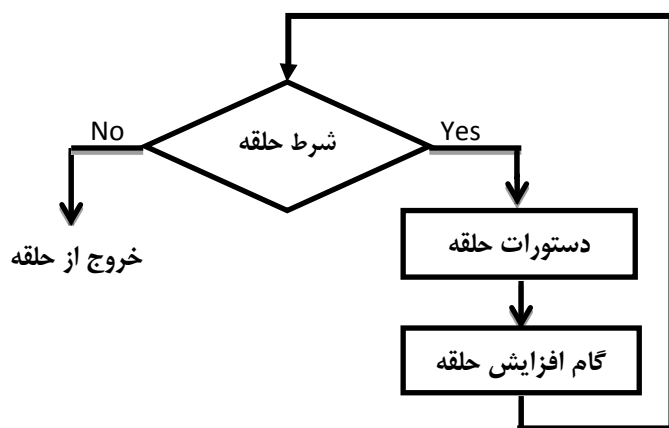 شرط حلقه
No
Yes
دستورات حلقه
خروج از حلقه
گام افزایش حلقه